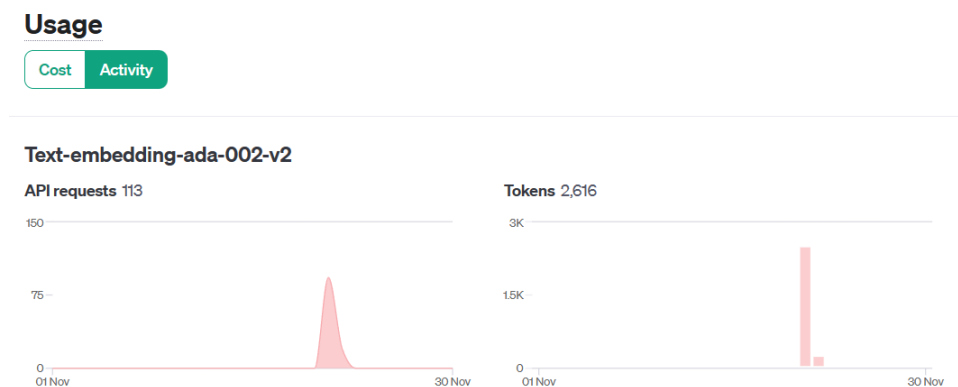 Usage
Cost Activity
Text-embedding-ada-002-v2
API requests 113
150
75
0
01 Nov 30 Nov
Tokens 2,616
3K
1.5K
0
01 Nov 30 Nov